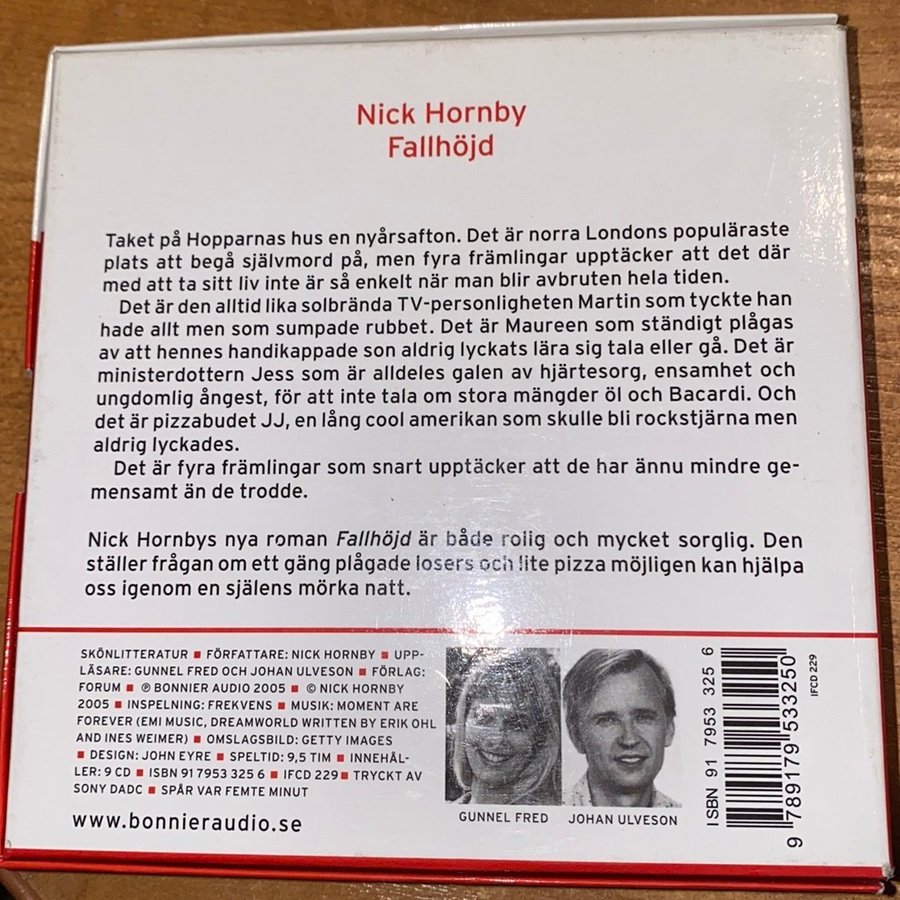 Nick Hornby
Fallhöjd
Taket på Hopparnas hus en nyårsafton. Det är norra Londons populäraste
plats att begå självmord på, men fyra främlingar upptäcker att det där
med att ta sitt liv inte är så enkelt när man blir avbruten hela tiden.
Det är den alltid lika solbrända TV-personligheten Martin som tyckte han
hade allt men som sumpade rubbet. Det är Maureen som ständigt plågas
av att hennes handikappade son aldrig lyckats lära sig tala eller gå. Det är
ministerdottern Jess som är alldeles galen av hjärtesorg, ensamhet och
ungdomlig ångest, för att inte tala om stora mängder öl och Bacardi. Och
det är pizzabudet JJ, en lång cool amerikan som skulle bli rockstjärna men
aldrig lyckades.
Det är fyra främlingar som snart upptäcker att de har ännu mindre ge-
mensamt än de trodde.
Nick Hornbys nya roman Fallhöjd är både rolig och mycket sorglig. Den
ställer frågan om ett gäng plågade losers och lite pizza möjligen kan hjälpa
oss igenom en själens mörka natt.
SKÖNLITTERATUR ■ FÖRFATTARE: NICK HORNBY ■ UPP-
LÄSARE: GUNNEL FRED OCH JOHAN ULVESON ■ FÖRLAG:
FORUM ■ ℗ BONNIER AUDIO 2005 ■ © NICK HORNBY
2005 ■ INSPELNING: FREKVENS ■ MUSIK: MOMENT ARE
FOREVER (EMI MUSIC, DREAMWORLD WRITTEN BY ERIK OHL
AND INES WEIMER) ■ OMSLAGSBILD: GETTY IMAGES
■ DESIGN: JOHN EYRE ■ SPELTID: 9,5 TIM ■ INNEHÅL-
LER: 9 CD ■ ISBN 91 7953 325 6 ■ IFCD 229 ■ TRYCKT AV
SONY DADC ■ SPÅR VAR FEMTE MINUT
www.bonnieraudio.se
GUNNEL FRED
JOHAN ULVESON
ISBN 91 7953 325 6
9 789179 533250
IFCD 229